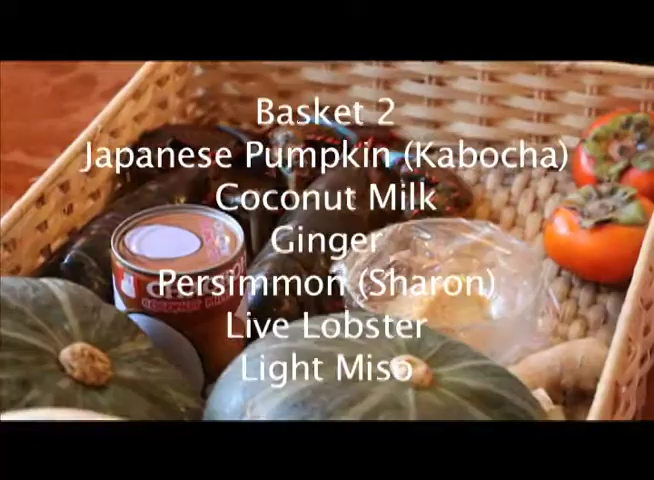 Basket 2
Japanese Pumpkin (Kabocha)
Coconut Milk
Ginger
Persimmon (Sharon)
Live Lobster
Light Miso